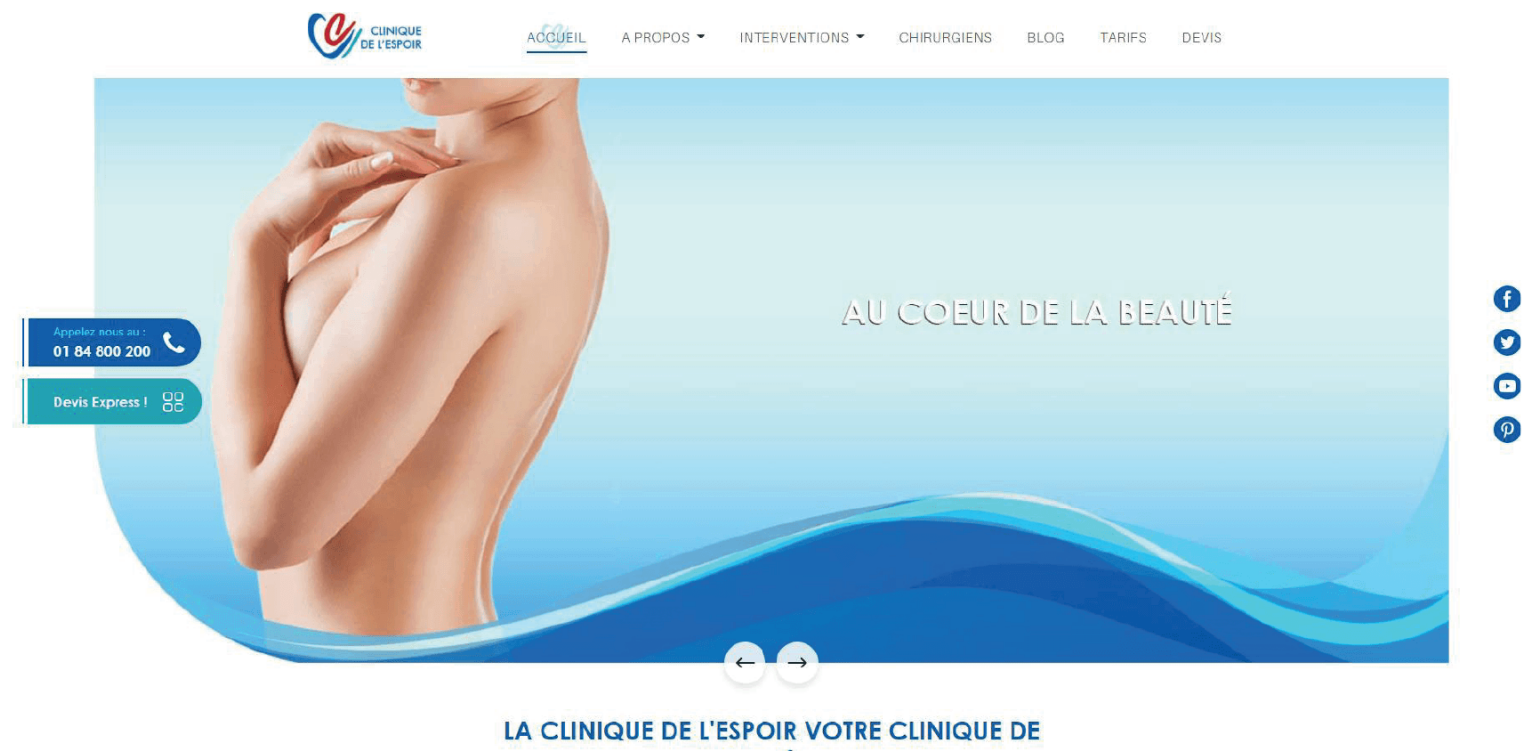 CLINIQUE
DE L'ESPOIR
ACCUEIL
A PROPOS
INTERVENTIONS
CHIRURGIENS
BLOG
TARIFS
DEVIS
AU COEUR DE LA BEAUTÉ
Appelez nous au :
01 84 800 200
Devis Express !
LA CLINIQUE DE L'ESPOIR VOTRE CLINIQUE DE